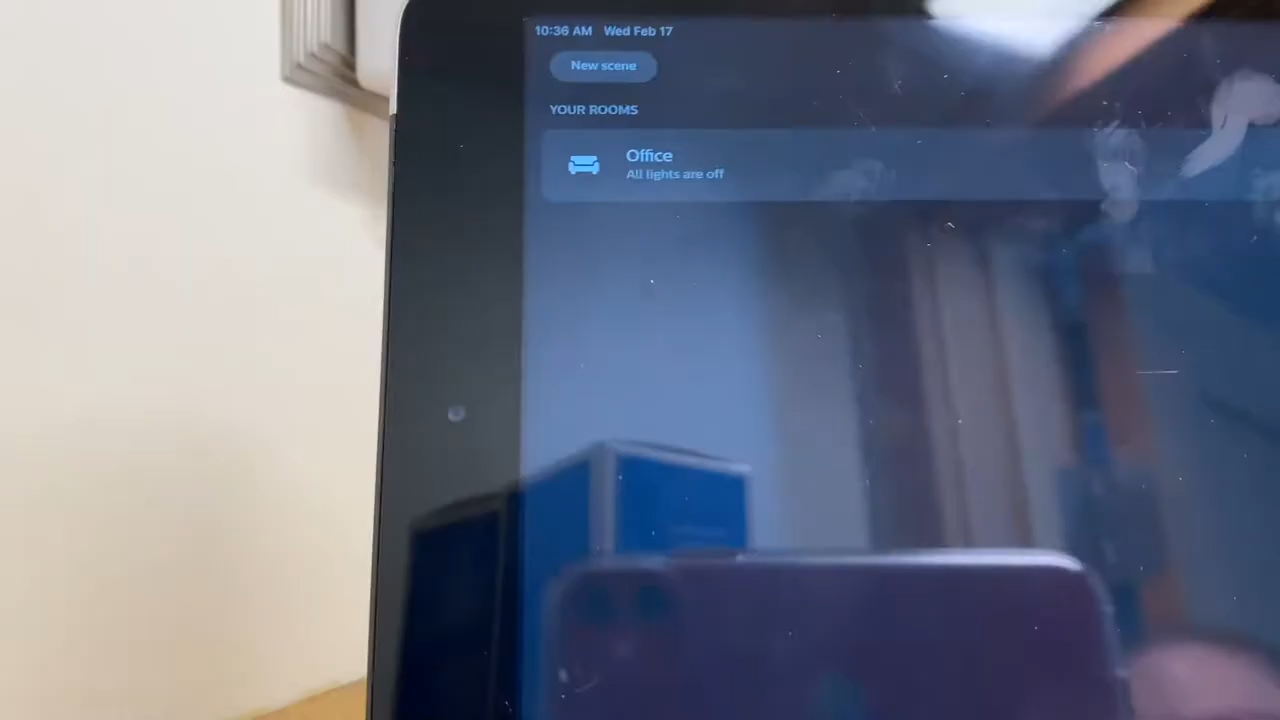 10:36 AM Wed Feb 17
New scene
YOUR ROOMS
Office
All lights are off